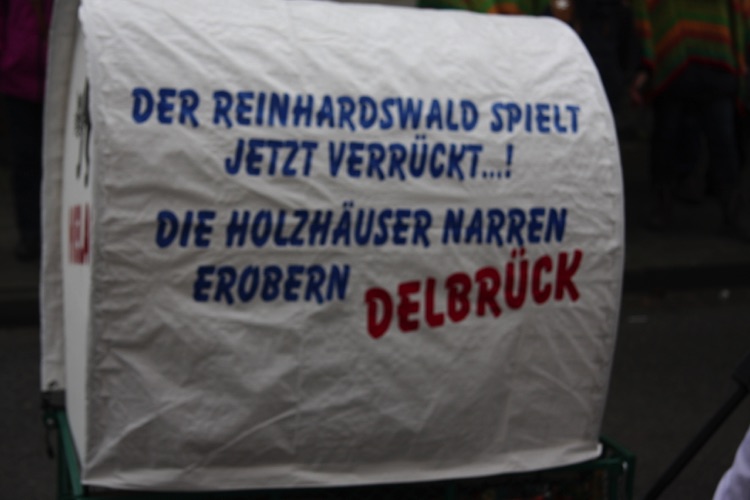 DER REINHARDSWALD SPIELT
JETZT VERRÜCKT...!
DIE HOLZHÄUSER NARREN
EROBERN DELBRÜCK